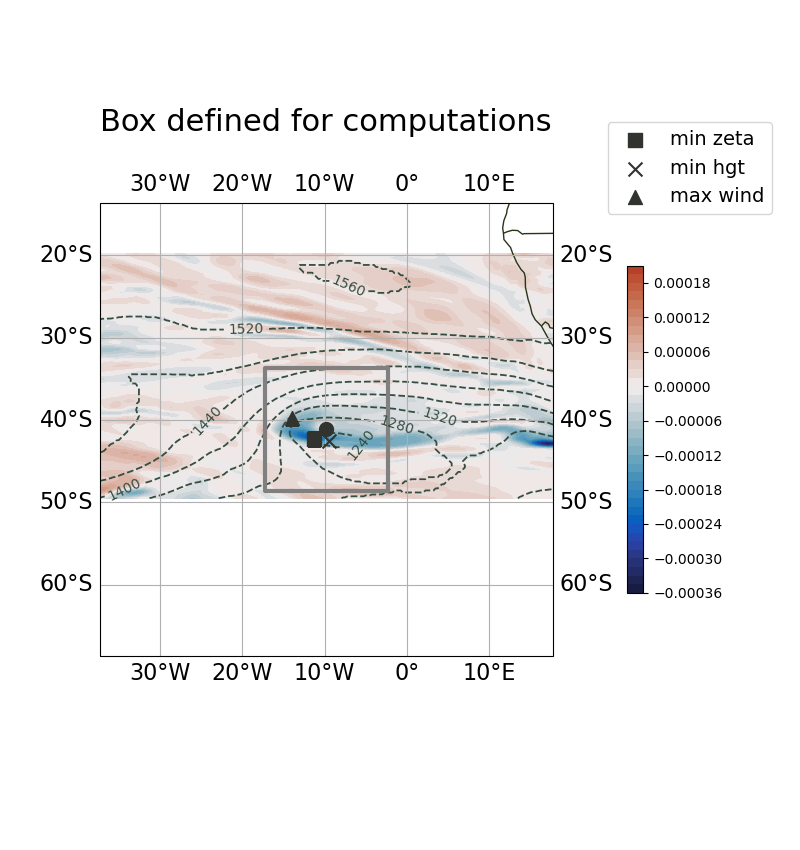 Box defined for computations
min zeta
min hgt
max wind
30°W 20°W 10°W 0° 10°E
20°S 20°S
30°S 30°S
40°S 40°S
50°S 50°S
60°S 60°S
30°W 20°W 10°W 0° 10°E
1560
1520
1440
1320
1280
1240
1400
0.00018
0.00012
0.00006
0.00000
−0.00006
−0.00012
−0.00018
−0.00024
−0.00030
−0.00036